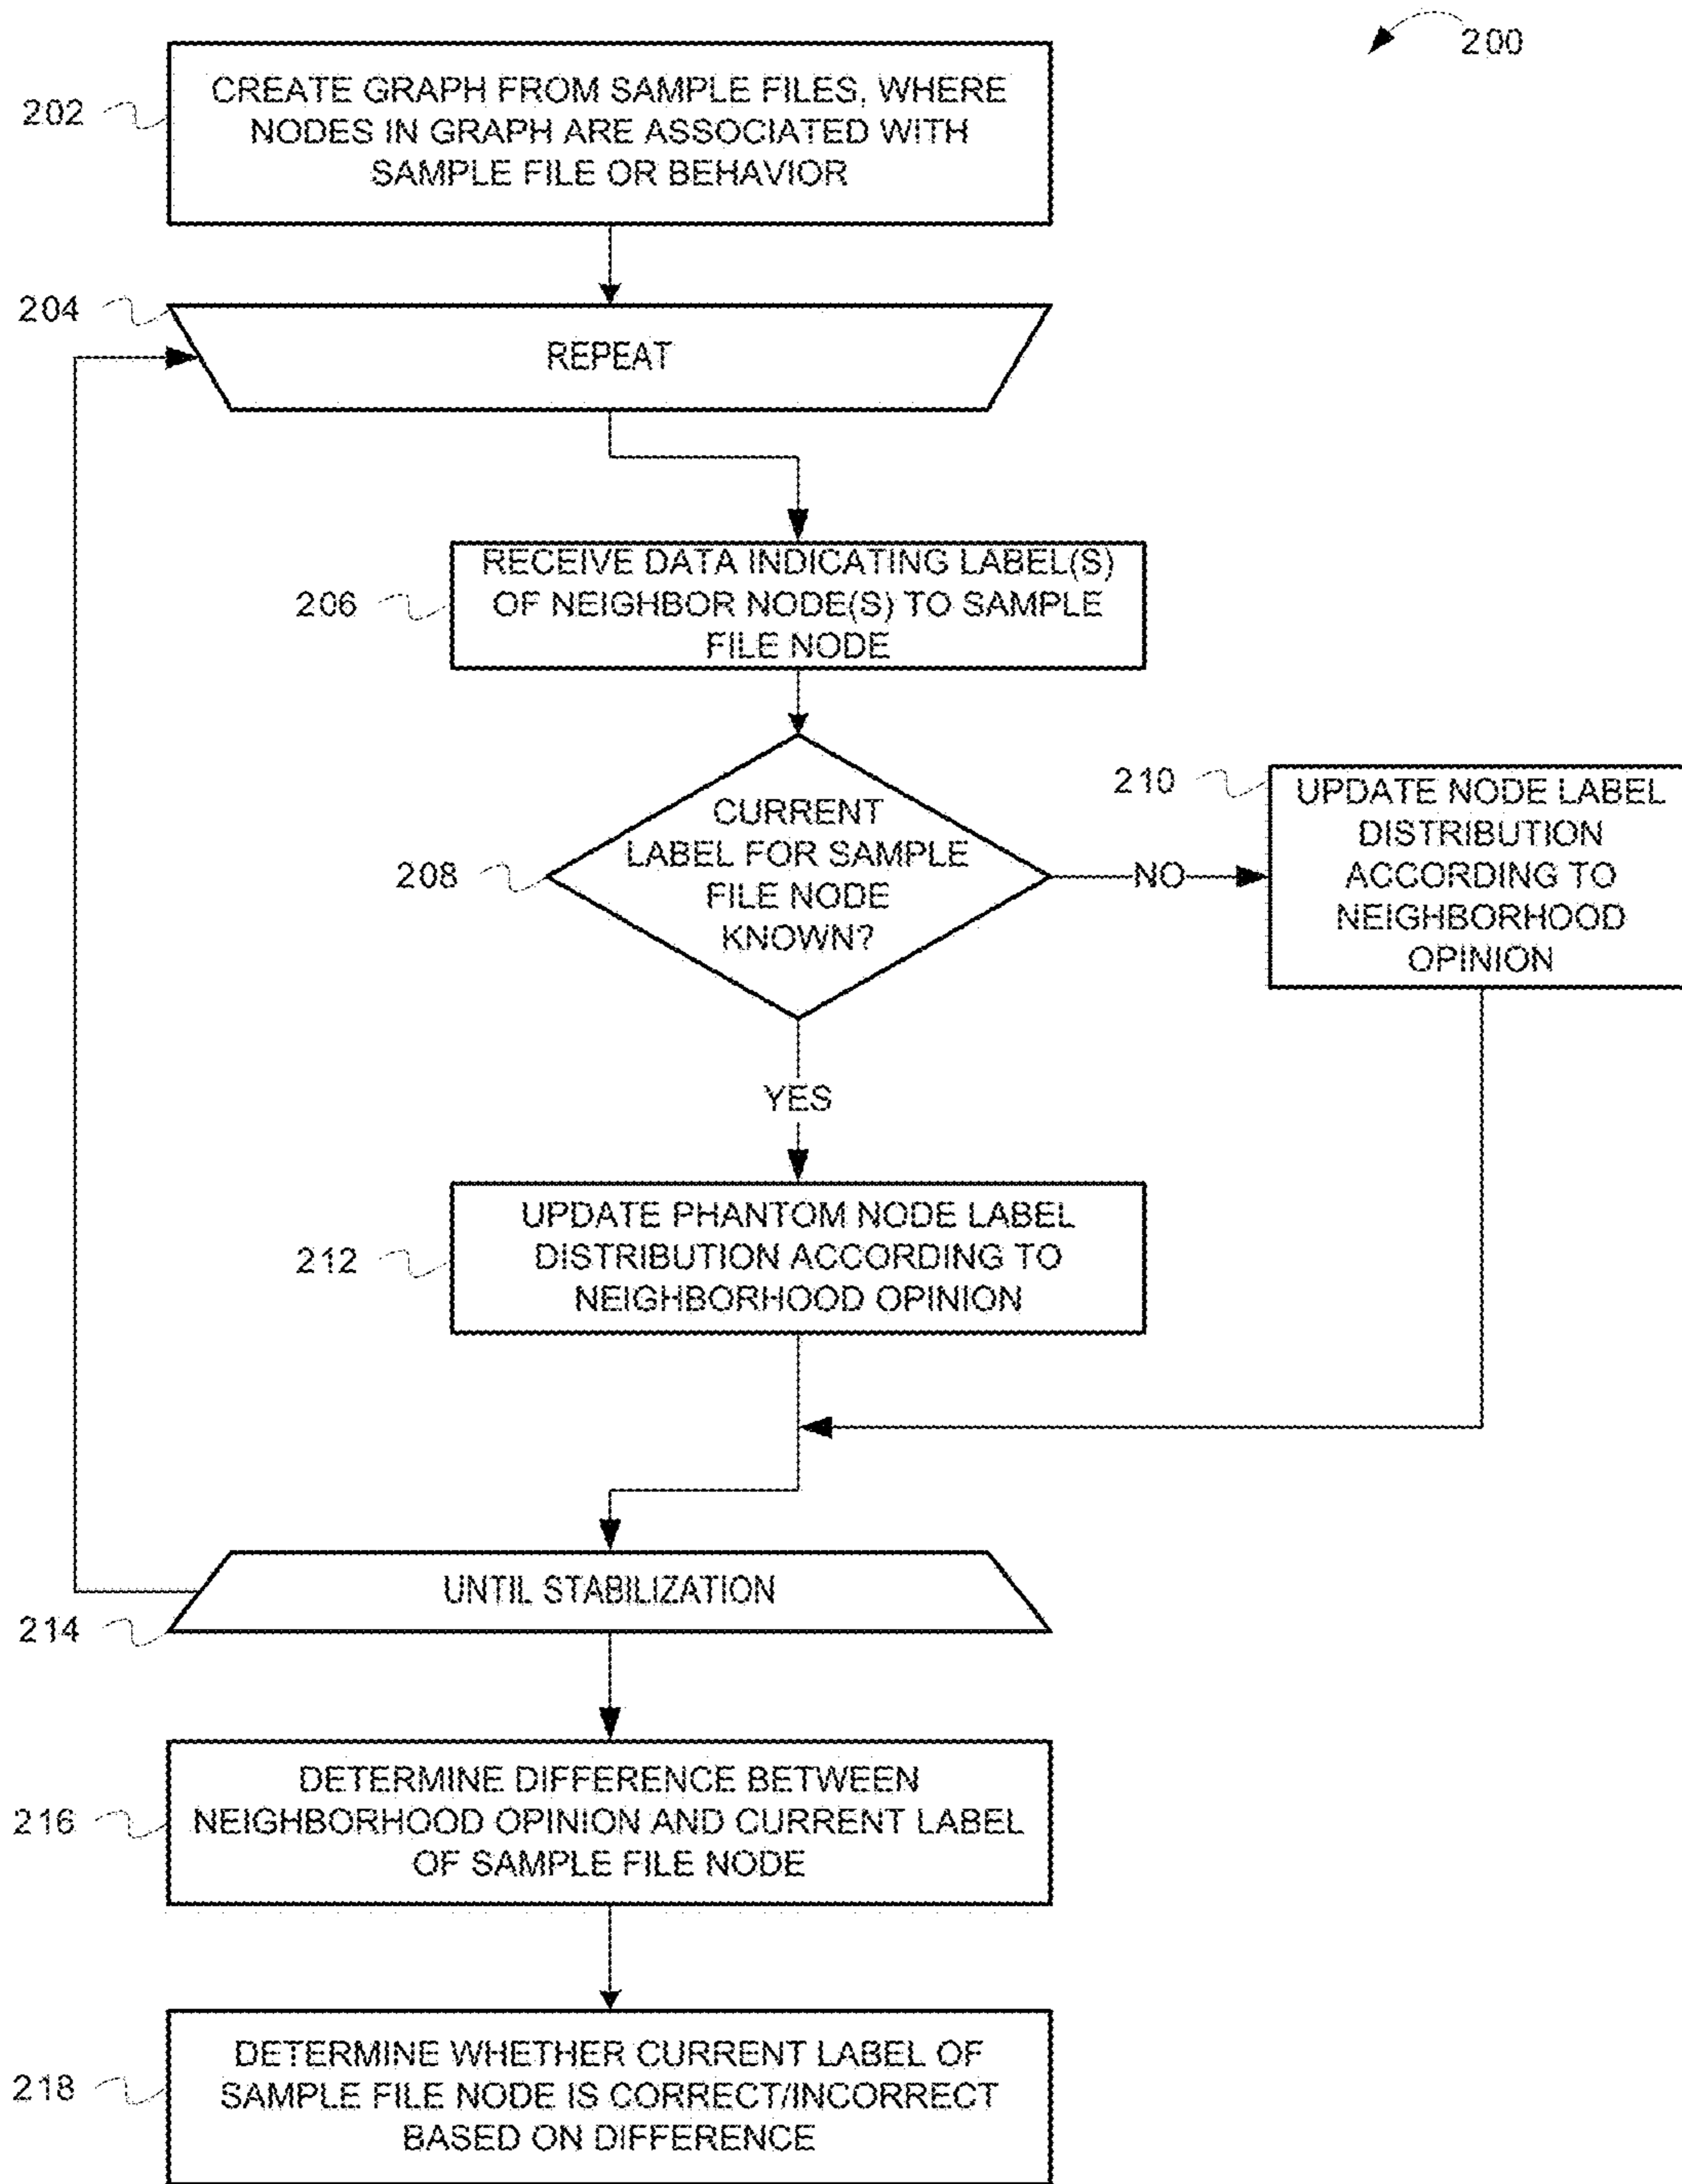 200
202
CREATE GRAPH FROM SAMPLE FILES, WHERE
NODES IN GRAPH ARE ASSOCIATED WITH
SAMPLE FILE OR BEHAVIOR
204
REPEAT
206
RECEIVE DATA INDICATING LABEL(S)
OF NEIGHBOR NODE(S) TO SAMPLE
FILE NODE
208
CURRENT
LABEL FOR SAMPLE
FILE NODE
KNOWN?
NO
210
UPDATE NODE LABEL
DISTRIBUTION
ACCORDING TO
NEIGHBORHOOD
OPINION
YES
212
UPDATE PHANTOM NODE LABEL
DISTRIBUTION ACCORDING TO
NEIGHBORHOOD OPINION
UNTIL STABILIZATION
214
216
DETERMINE DIFFERENCE BETWEEN
NEIGHBORHOOD OPINION AND CURRENT LABEL
OF SAMPLE FILE NODE
218
DETERMINE WHETHER CURRENT LABEL OF
SAMPLE FILE NODE IS CORRECT/INCORRECT
BASED ON DIFFERENCE